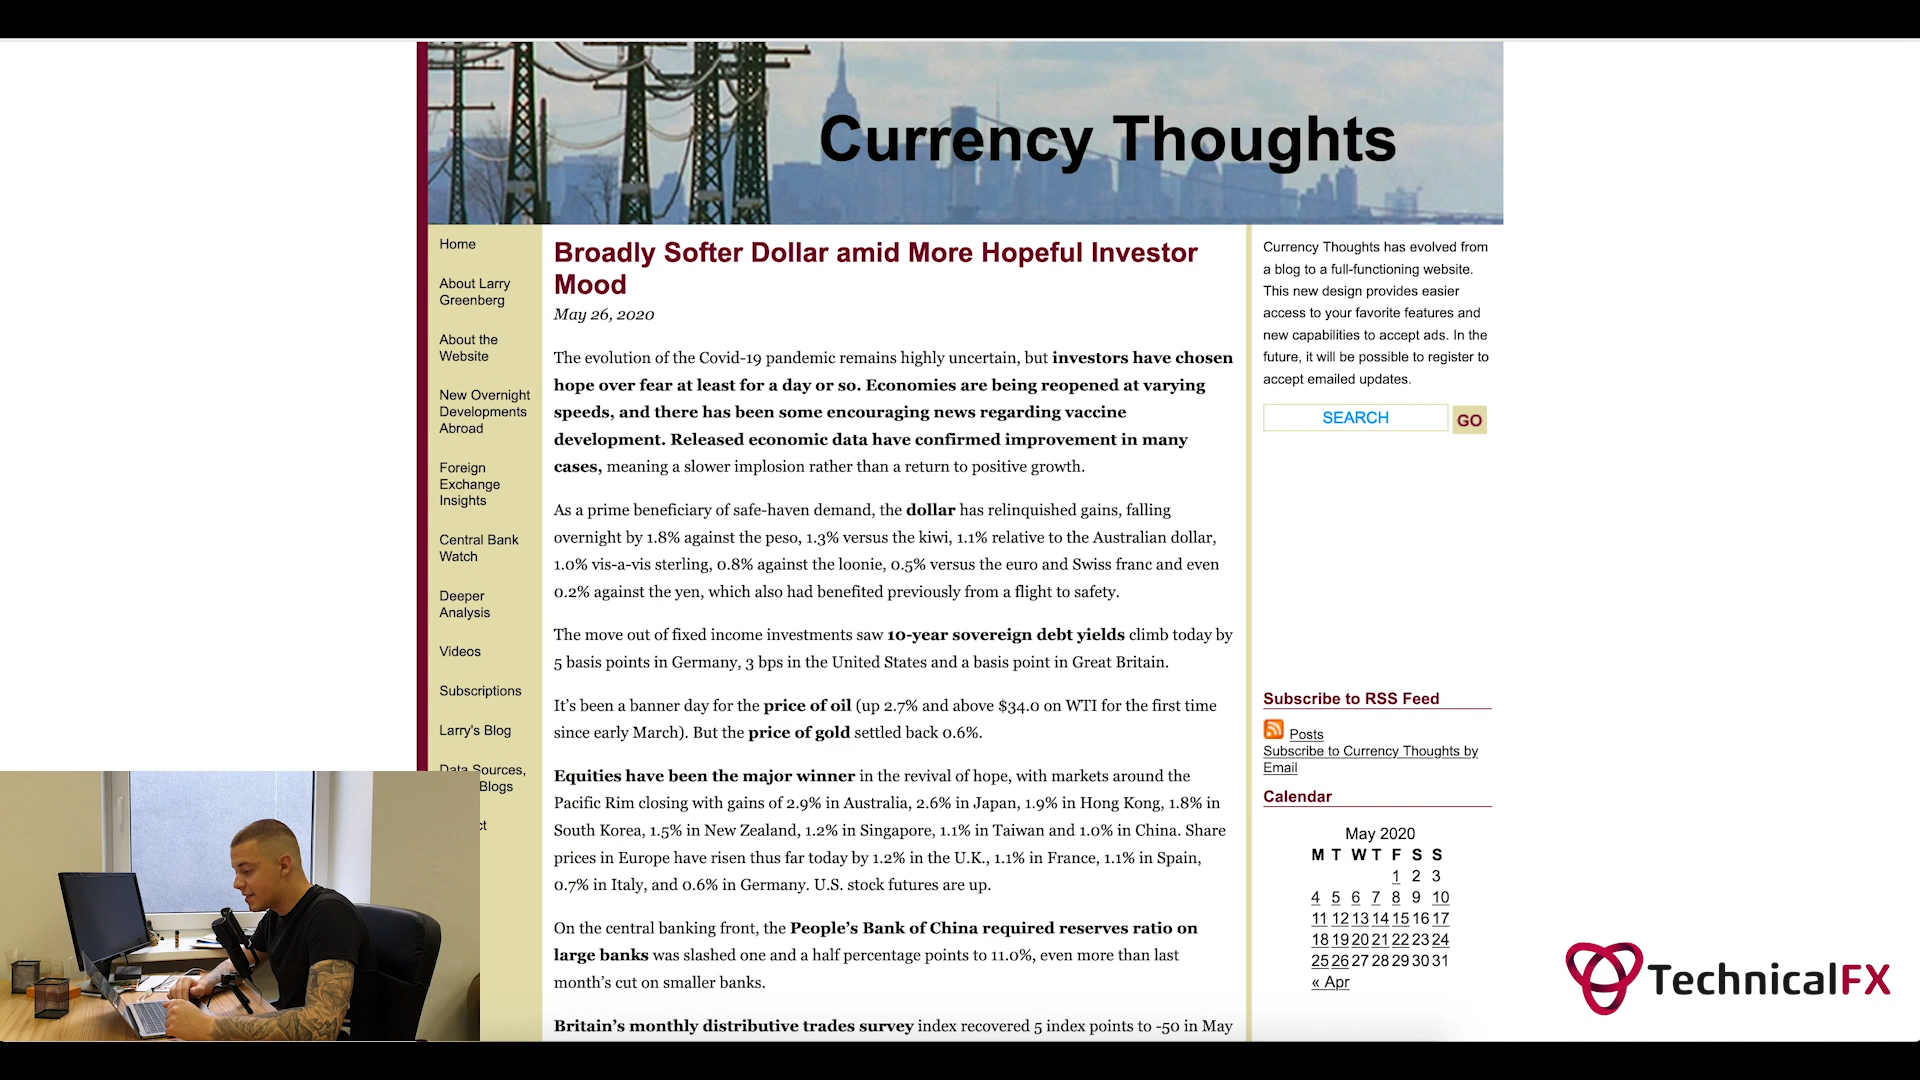 Currency Thoughts
Home
About Larry
Greenberg
About the
Website
New Overnight
Developments
Abroad
Foreign
Exchange
Insights
Central Bank
Watch
Deeper
Analysis
Videos
Subscriptions
Larry's Blog
Data Sources,
Blogs
ct
Broadly Softer Dollar amid More Hopeful Investor
Mood
May 26, 2020
The evolution of the Covid-19 pandemic remains highly uncertain, but investors have chosen
hope over fear at least for a day or so. Economies are being reopened at varying
speeds, and there has been some encouraging news regarding vaccine
development. Released economic data have confirmed improvement in many
cases, meaning a slower implosion rather than a return to positive growth.
As a prime beneficiary of safe-haven demand, the dollar has relinquished gains, falling
overnight by 1.8% against the peso, 1.3% versus the kiwi, 1.1% relative to the Australian dollar,
1.0% vis-a-vis sterling, 0.8% against the loonie, 0.5% versus the euro and Swiss franc and even
0.2% against the yen, which also had benefited previously from a flight to safety.
The move out of fixed income investments saw 10-year sovereign debt yields climb today by
5 basis points in Germany, 3 bps in the United States and a basis point in Great Britain.
It's been a banner day for the price of oil (up 2.7% and above $34.0 on WTI for the first time
since early March). But the price of gold settled back 0.6%.
Equities have been the major winner in the revival of hope, with markets around the
Pacific Rim closing with gains of 2.9% in Australia, 2.6% in Japan, 1.9% in Hong Kong, 1.8% in
South Korea, 1.5% in New Zealand, 1.2% in Singapore, 1.1% in Taiwan and 1.0% in China. Share
prices in Europe have risen thus far today by 1.2% in the U.K., 1.1% in France, 1.1% in Spain,
0.7% in Italy, and 0.6% in Germany. U.S. stock futures are up.
On the central banking front, the People's Bank of China required reserves ratio on
large banks was slashed one and a half percentage points to 11.0%, even more than last
month's cut on smaller banks.
Britain's monthly distributive trades survey index recovered 5 index points to -50 in May
Currency Thoughts has evolved from
a blog to a full-functioning website.
This new design provides easier
access to your favorite features and
new capabilities to accept ads. In the
future, it will be possible to register to
accept emailed updates.
SEARCH GO
Subscribe to RSS Feed
Posts
Subscribe to Currency Thoughts by
Email
Calendar
May 2020
M T W T F S S
1 2 3
4 5 6 7 8 9 10
11 12 13 14 15 16 17
18 19 20 21 22 23 24
25 26 27 28 29 30 31
« Apr
TechnicalFX